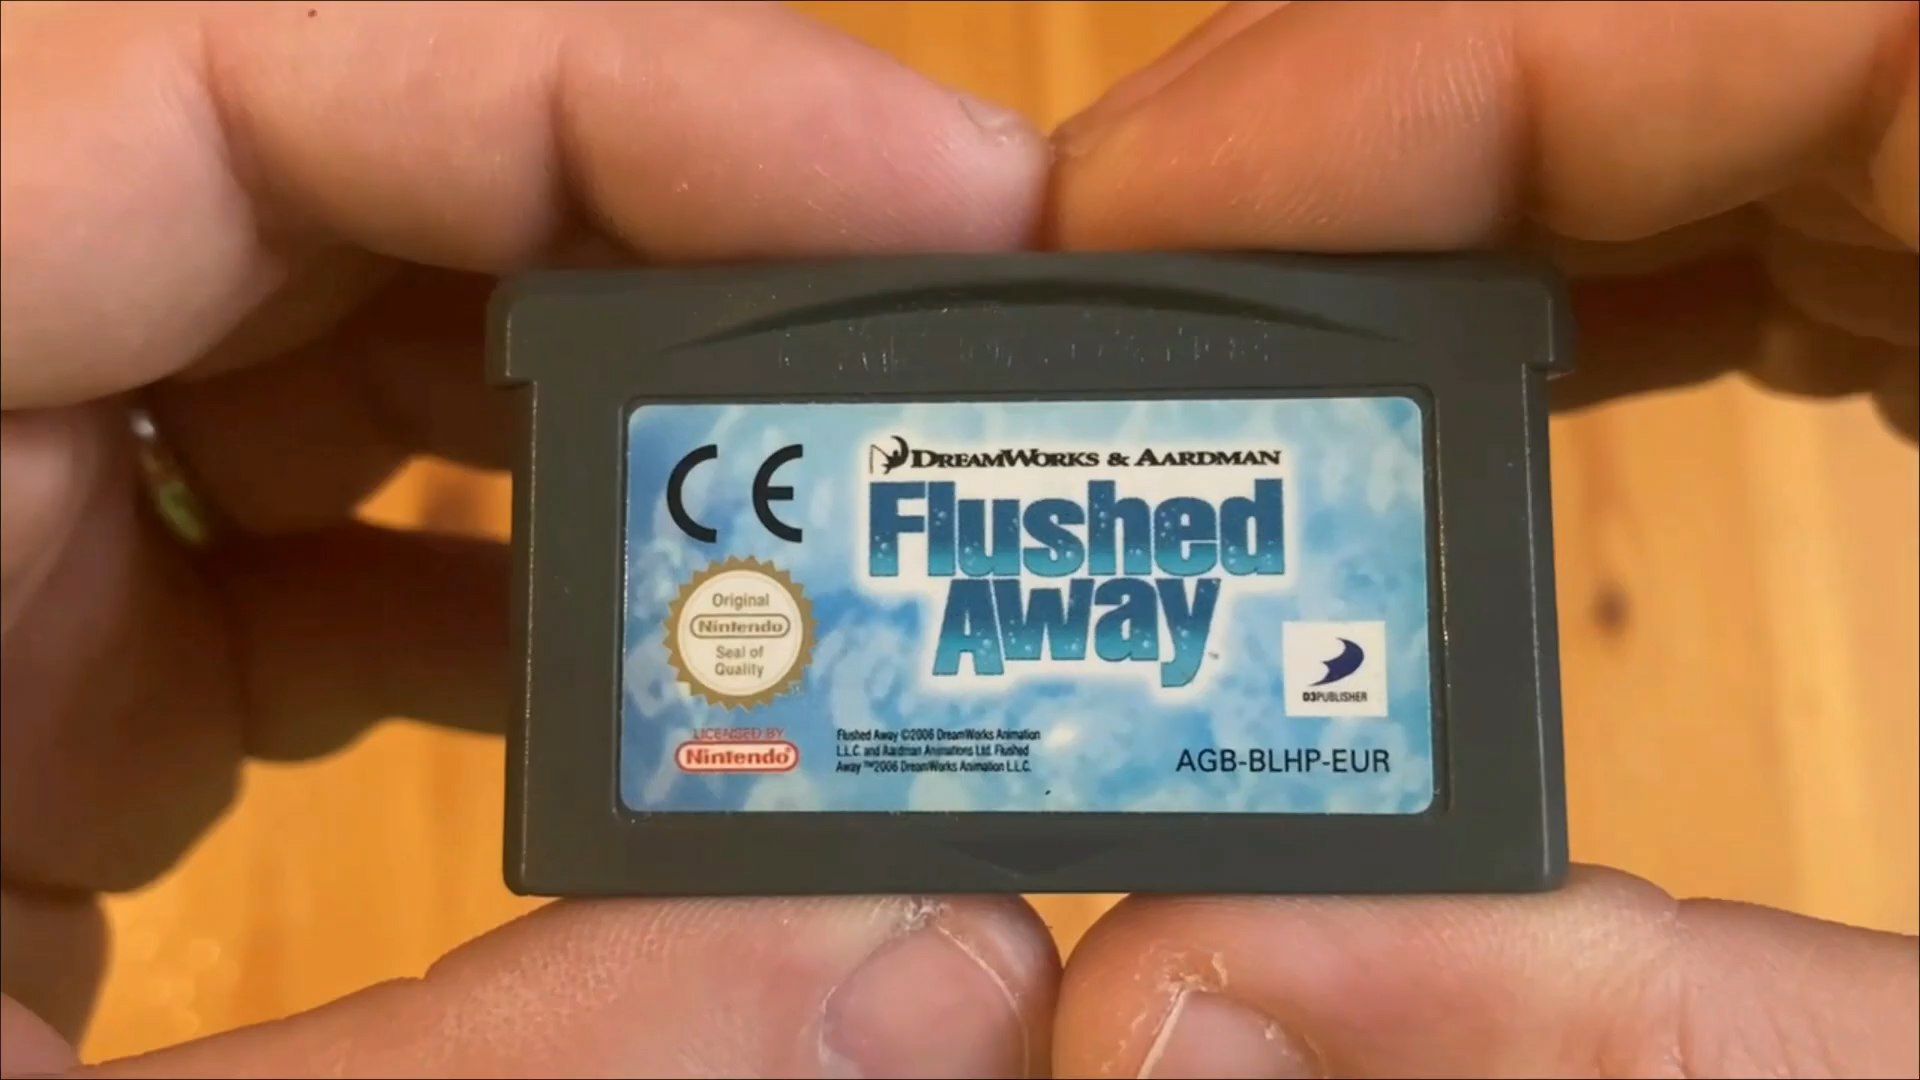 CE
DREAMWORKS & AARDMAN
Flushed
Away™
Original
Nintendo
Seal of
Quality
D3PUBLISHER
LICENSED BY
Nintendo®
Flushed Away ©2006 DreamWorks Animation
L.L.C. and Aardman Animations Ltd. Flushed
Away ™2006 DreamWorks Animation L.L.C.
AGB-BLHP-EUR